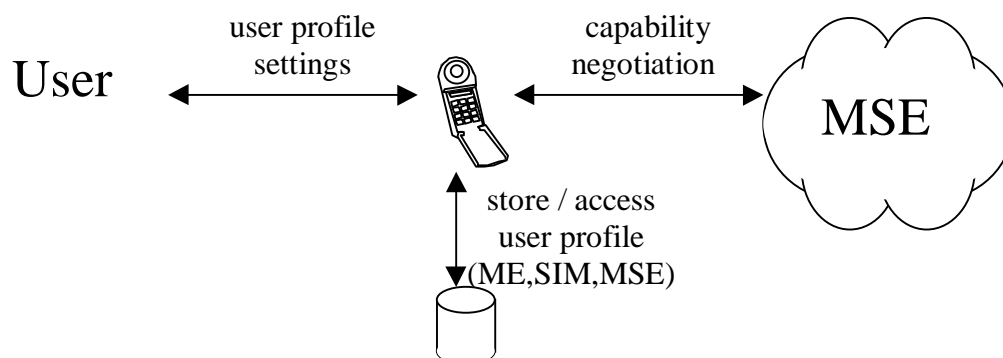 user profile
settings
capability
negotiation
User
MSE
store / access
user profile
(ME,SIM,MSE)